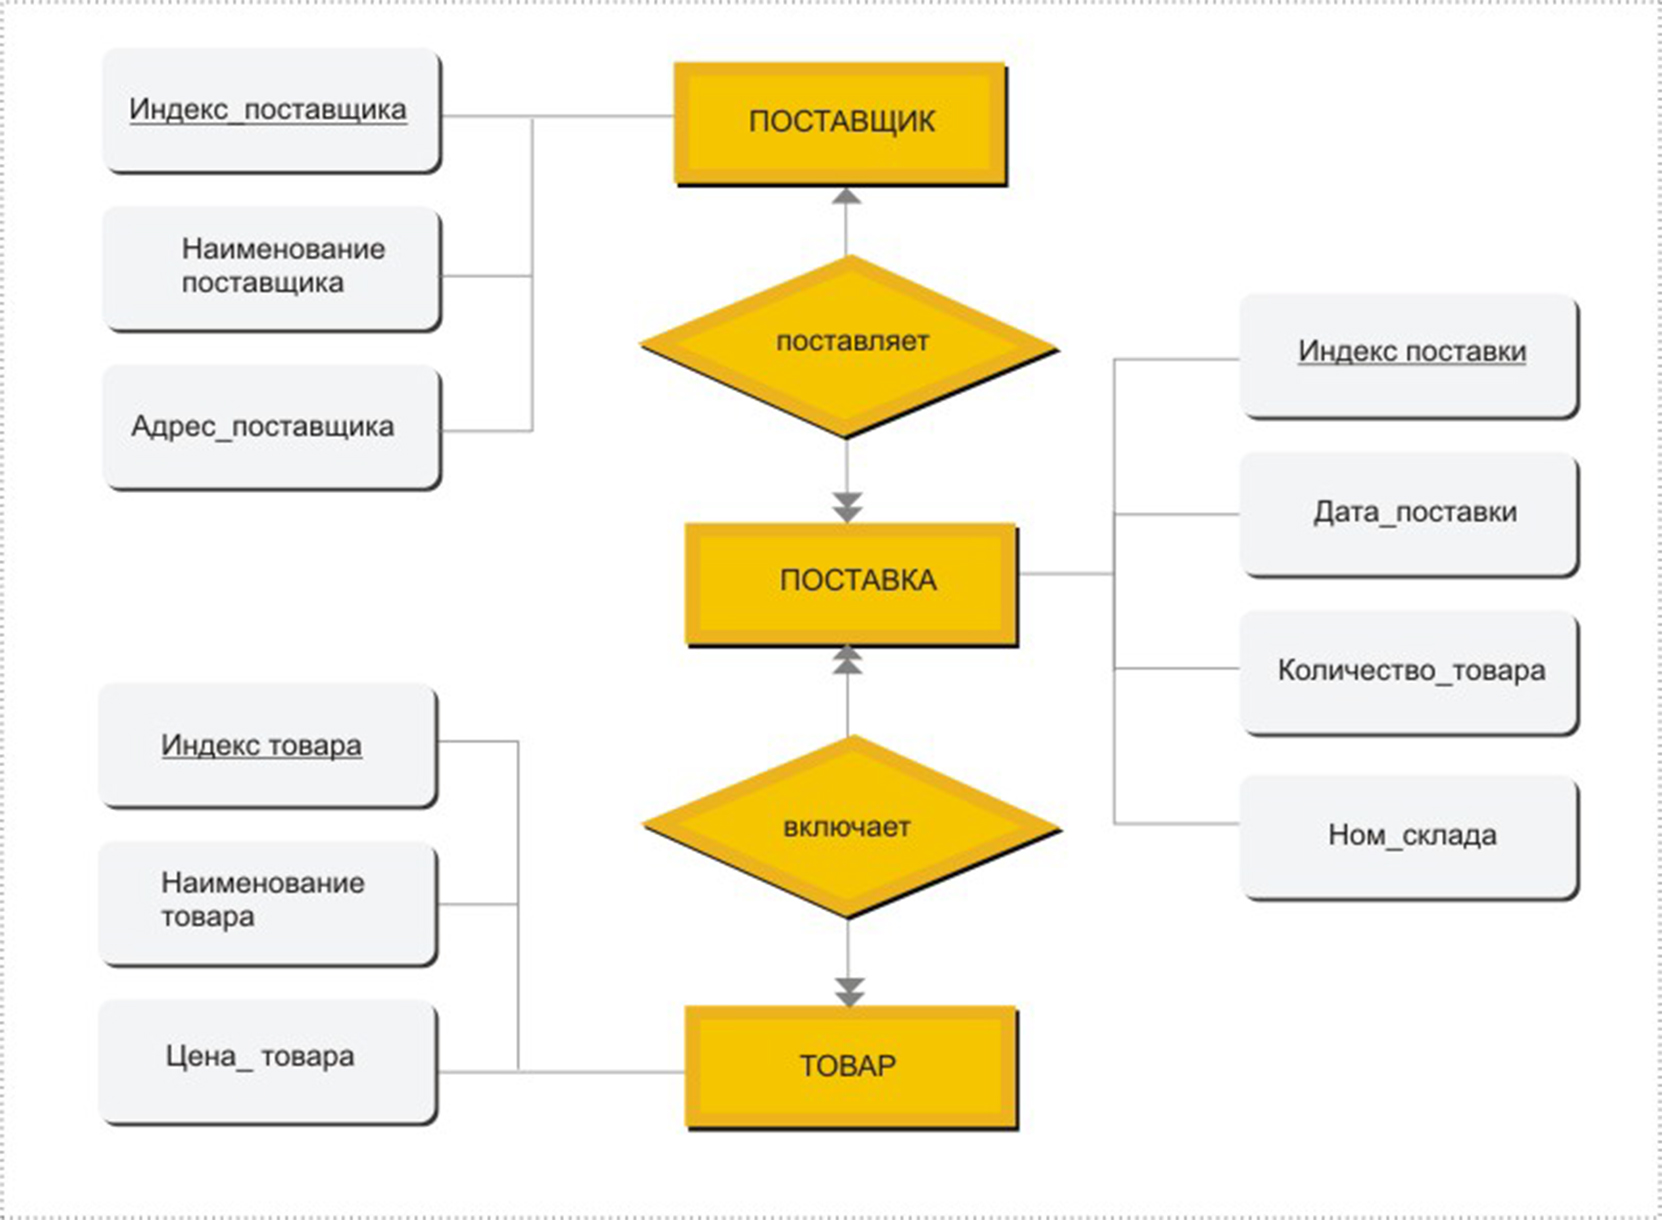 Индекс_поставщика
ПОСТАВЩИК
Наименование
поставщика
поставляет
Адрес_поставщика
Индекс поставки
Дата_поставки
ПОСТАВКА
Количество_товара
Ном_склада
Индекс товара
включает
Наименование
товара
Цена_ товара
ТОВАР